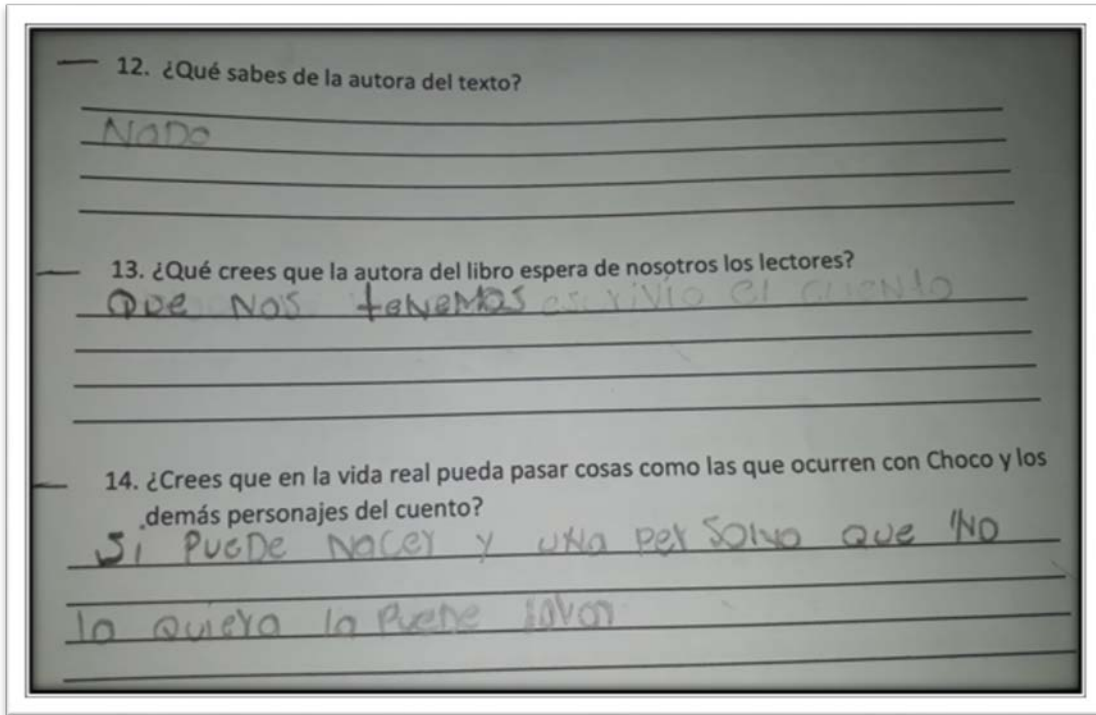 12. ¿Qué sabes de la autora del texto?
NaDa
13. ¿Qué crees que la autora del libro espera de nosotros los lectores?
Que NOS teNeMOS escrivio el cuento
14. ¿Crees que en la vida real pueda pasar cosas como las que ocurren con Choco y los
demás personajes del cuento?
Si PueDe Nacer y uNa per que NO
la quiera la Puede